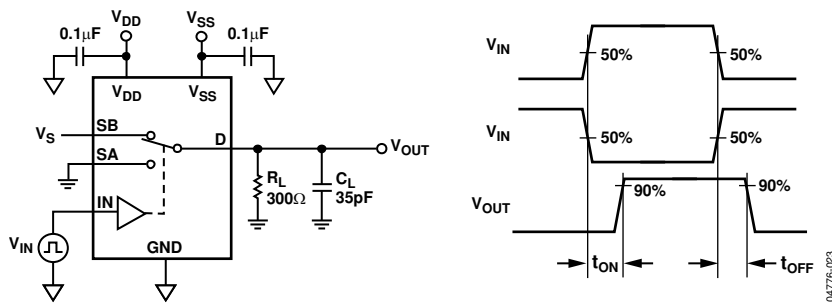 VDD
VSS
0.1µF
0.1µF
VDD
VSS
VS
SB
SA
D
VOUT
RL
300Ω
CL
35pF
IN
VIN
GND
VIN
50%
50%
VIN
50%
50%
VOUT
90%
90%
tON
tOFF
04776-023